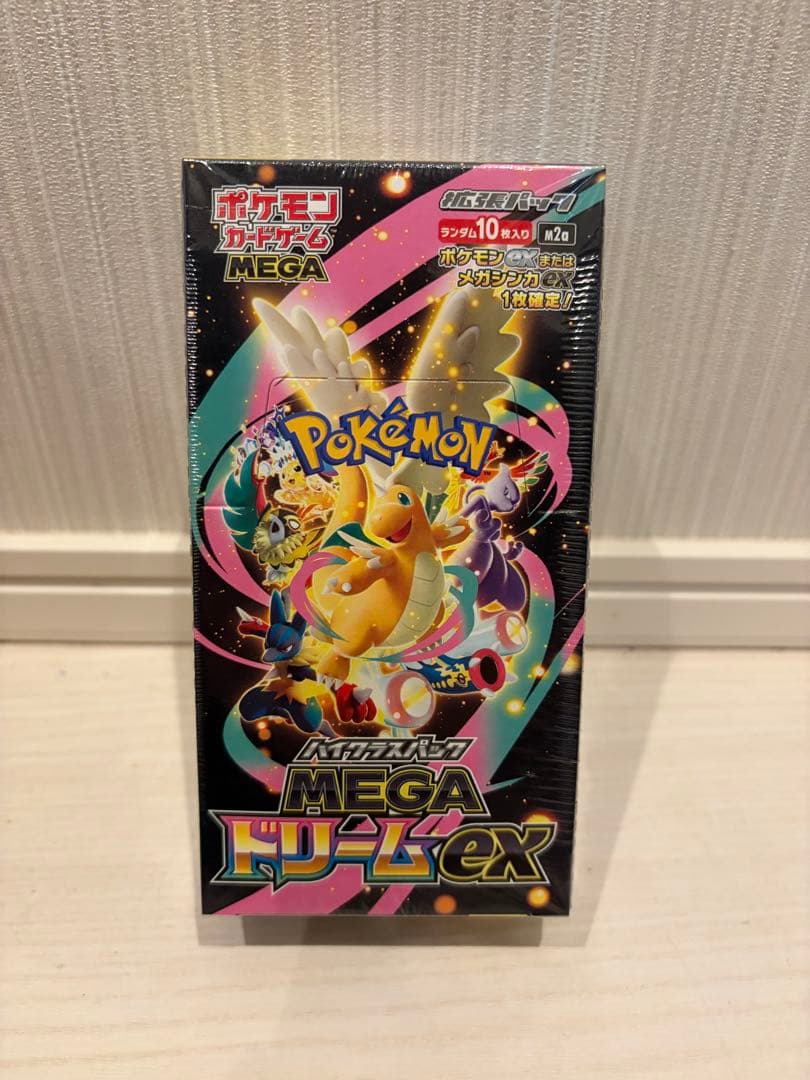 ポケモン
カードゲーム
MEGA
拡張パック
ランダム10枚入り
M2a
ポケモンexまたは
メガシンカex
1枚確定!
POKÉMON
ハイクラスパック
MEGA
ドリームex